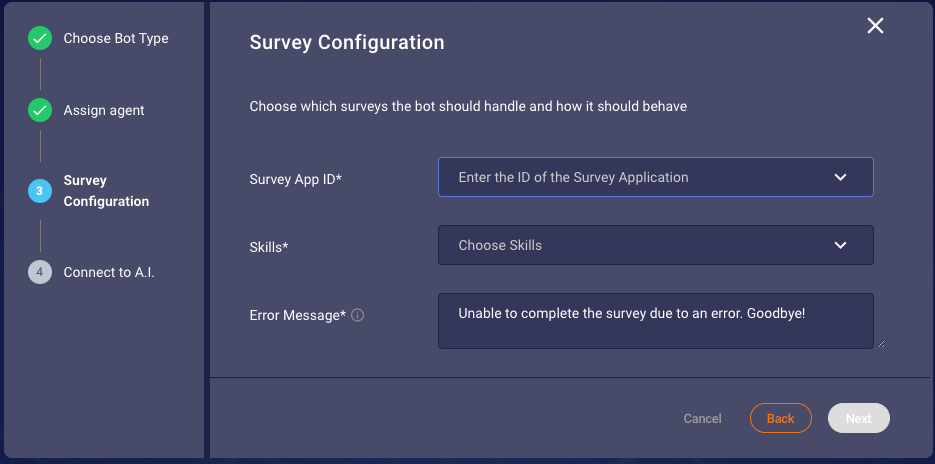 Choose Bot Type
Assign agent
3
Survey
Configuration
4
Connect to A.I.
Survey Configuration
Choose which surveys the bot should handle and how it should behave
Survey App ID*
Enter the ID of the Survey Application
Skills*
Choose Skills
Error Message*
Unable to complete the survey due to an error. Goodbye!
Cancel
Back
Next